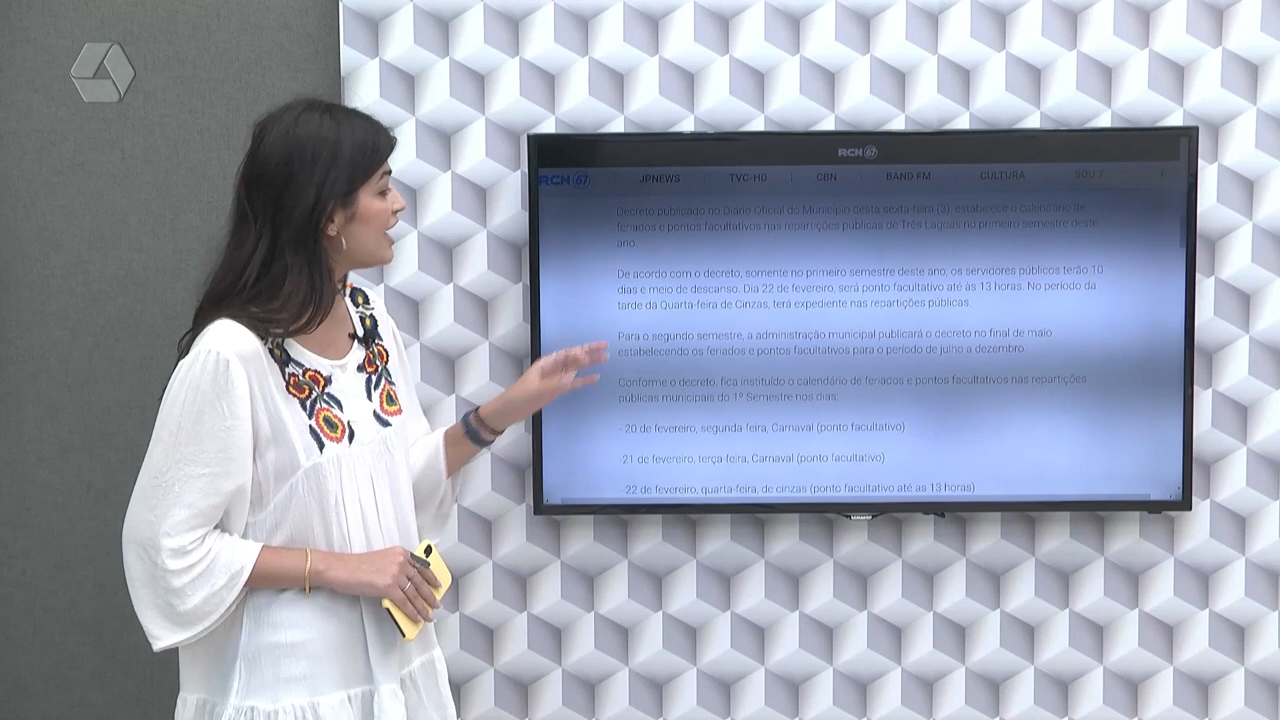 RCN 67
RCN 67 JPNEWS TVC-HD CBN BAND FM CULTURA SOU
Decreto publicado no Diário Oficial do Município desta sexta-feira (3), estabelece o calendário de
feriados e pontos facultativos nas repartições públicas de Três Lagoas no primeiro semestre deste
ano.
De acordo com o decreto, somente no primeiro semestre deste ano, os servidores públicos terão 10
dias e meio de descanso. Dia 22 de fevereiro, será ponto facultativo até às 13 horas. No período da
tarde da Quarta-feira de Cinzas, terá expediente nas repartições públicas.
Para o segundo semestre, a administração municipal publicará o decreto no final de maio
estabelecendo os feriados e pontos facultativos para o período de julho a dezembro.
Conforme o decreto, fica instituído o calendário de feriados e pontos facultativos nas repartições
públicas municipais do 1º Semestre nos dias:
- 20 de fevereiro, segunda-feira, Carnaval (ponto facultativo)
-21 de fevereiro, terça-feira, Carnaval (ponto facultativo)
- 22 de fevereiro, quarta-feira, de cinzas (ponto facultativo até as 13 horas)